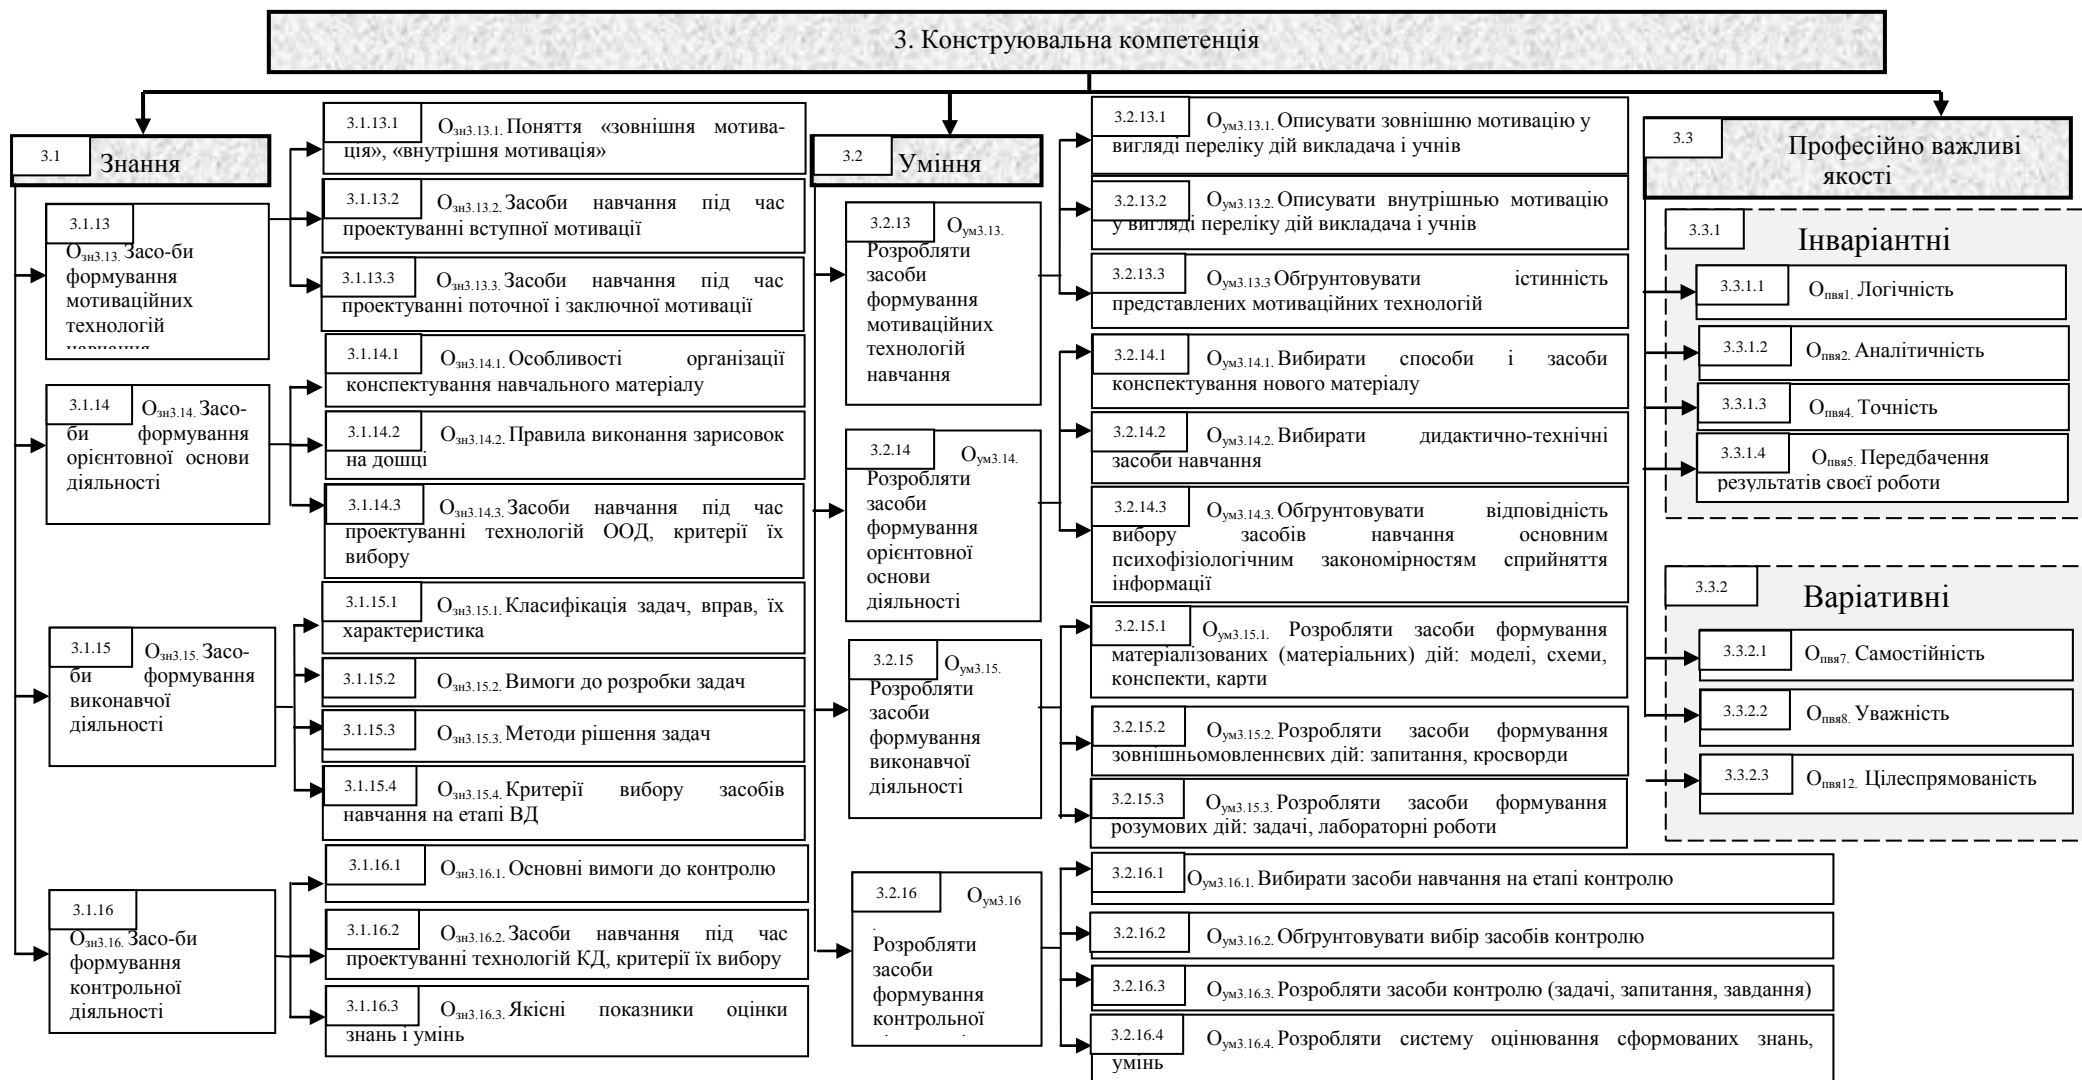 3. Конструювальна компетенція
3.1
Знання
3.1.13
Озн3.13. Засо-би
формування
мотиваційних
технологій
навчання
3.1.13.1
Озн3.13.1. Поняття «зовнішня мотива-
ція», «внутрішня мотивація»
3.1.13.2
Озн3.13.2. Засоби навчання під час
проектуванні вступної мотивації
3.1.13.3
Озн3.13.3. Засоби навчання під час
проектуванні поточної і заключної мотивації
3.1.14
Озн3.14. Засо-
би формування
орієнтовної основи
діяльності
3.1.14.1
Озн3.14.1. Особливості організації
конспектування навчального матеріалу
3.1.14.2
Озн3.14.2. Правила виконання зарисовок
на дошці
3.1.14.3
Озн3.14.3. Засоби навчання під час
проектуванні технологій ООД, критерії їх
вибору
3.1.15
Озн3.15. Засо-
би формування
виконавчої
діяльності
3.1.15.1
Озн3.15.1. Класифікація задач, вправ, їх
характеристика
3.1.15.2
Озн3.15.2. Вимоги до розробки задач
3.1.15.3
Озн3.15.3. Методи рішення задач
3.1.15.4
Озн3.15.4. Критерії вибору засобів
навчання на етапі ВД
3.1.16
Озн3.16. Засо-би
формування
контрольної
діяльності
3.1.16.1
Озн3.16.1. Основні вимоги до контролю
3.1.16.2
Озн3.16.2. Засоби навчання під час
проектуванні технологій КД, критерії їх вибору
3.1.16.3
Озн3.16.3. Якісні показники оцінки
знань і умінь
3.2
Уміння
3.2.13
Оум3.13.
Розробляти
засоби
формування
мотиваційних
технологій
навчання
3.2.13.1
Оум3.13.1. Описувати зовнішню мотивацію у
вигляді переліку дій викладача і учнів
3.2.13.2
Оум3.13.2. Описувати внутрішнью мотивацію
у вигляді переліку дій викладача і учнів
3.2.13.3
Оум3.13.3 Обґрунтовувати істинність
представлених мотиваційних технологій
3.2.14
Оум3.14.
Розробляти
засоби
формування
орієнтовної
основи
діяльності
3.2.14.1
Оум3.14.1. Вибирати способи і засоби
конспектування нового матеріалу
3.2.14.2
Оум3.14.2. Вибирати дидактично-технічні
засоби навчання
3.2.14.3
Оум3.14.3. Обґрунтовувати відповідність
вибору засобів навчання основним
психофізіологічним закономірностям сприйняття
інформації
3.2.15
Оум3.15.
Розробляти
засоби
формування
виконавчої
діяльності
3.2.15.1
Оум3.15.1. Розробляти засоби формування
матеріалізованих (матеріальних) дій: моделі, схеми,
конспекти, карти
3.2.15.2
Оум3.15.2. Розробляти засоби формування
зовнішньомовленнєвих дій: запитання, кросворди
3.2.15.3
Оум3.15.3. Розробляти засоби формування
розумових дій: задачі, лабораторні роботи
3.2.16
Оум3.16
.
Розробляти
засоби
формування
контрольної
3.2.16.1
Оум3.16.1. Вибирати засоби навчання на етапі контролю
3.2.16.2
Оум3.16.2. Обґрунтовувати вибір засобів контролю
3.2.16.3
Оум3.16.3. Розробляти засоби контролю (задачі, запитання, завдання)
3.2.16.4
Оум3.16.4. Розробляти систему оцінювання сформованих знань,
умінь
3.3
Професійно важливі
якості
3.3.1
Інваріантні
3.3.1.1
Опвя1. Логічність
3.3.1.2
Опвя2. Аналітичність
3.3.1.3
Опвя4. Точність
3.3.1.4
Опвя5. Передбачення
результатів своєї роботи
3.3.2
Варіативні
3.3.2.1
Опвя7. Самостійність
3.3.2.2
Опвя8. Уважність
3.3.2.3
Опвя12. Цілеспрямованість